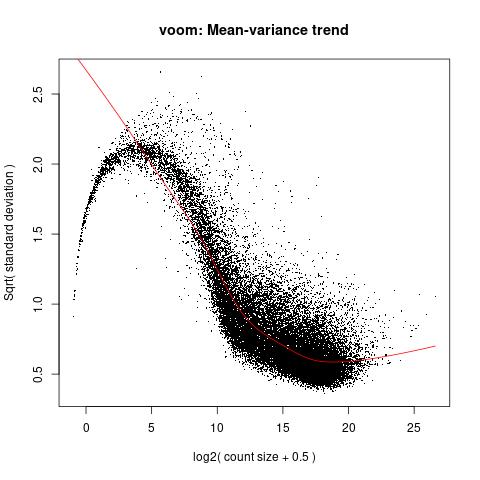 voom: Mean-variance trend
Sqrt( standard deviation )
2.5
2.0
1.5
1.0
0.5
0 5 10 15 20 25
log2( count size + 0.5 )